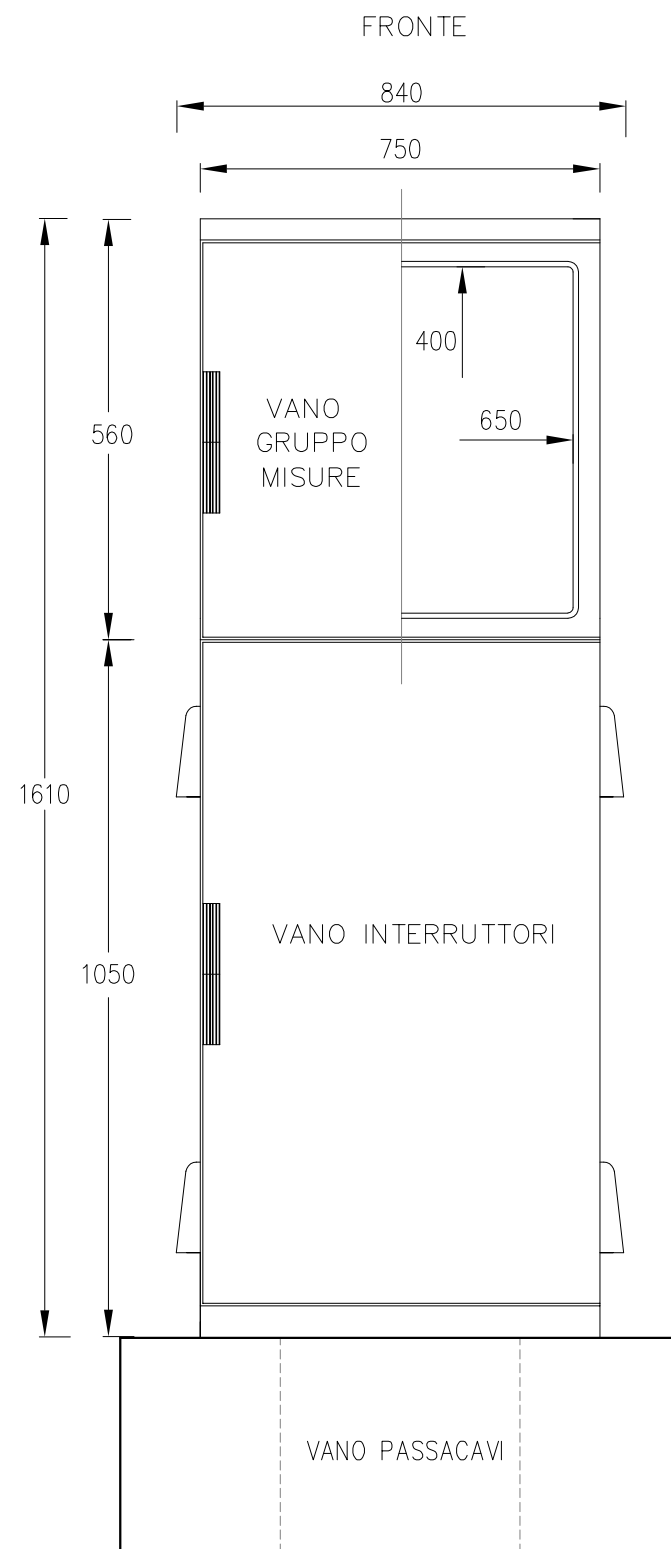 FRONTE
840
750
400
650
VANO
GRUPPO
MISURE
560
1610
VANO INTERRUTTORI
1050
VANO PASSACAVI